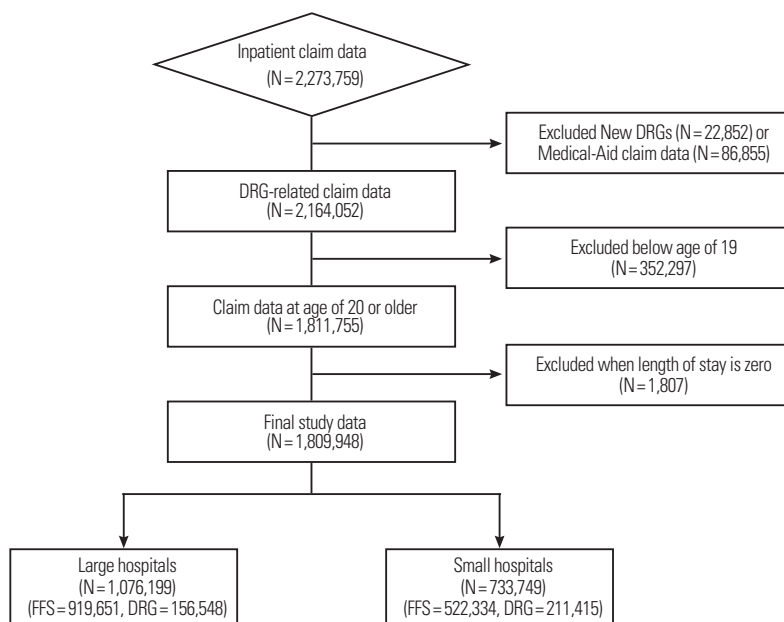 Inpatient claim data
(N=2,273,759)
Excluded New DRGs (N=22,852) or
Medical-Aid claim data (N=86,855)
DRG-related claim data
(N=2,164,052)
Excluded below age of 19
(N=352,297)
Claim data at age of 20 or older
(N=1,811,755)
Excluded when length of stay is zero
(N=1,807)
Final study data
(N=1,809,948)
Large hospitals
(N=1,076,199)
(FFS=919,651, DRG=156,548)
Small hospitals
(N=733,749)
(FFS=522,334, DRG=211,415)